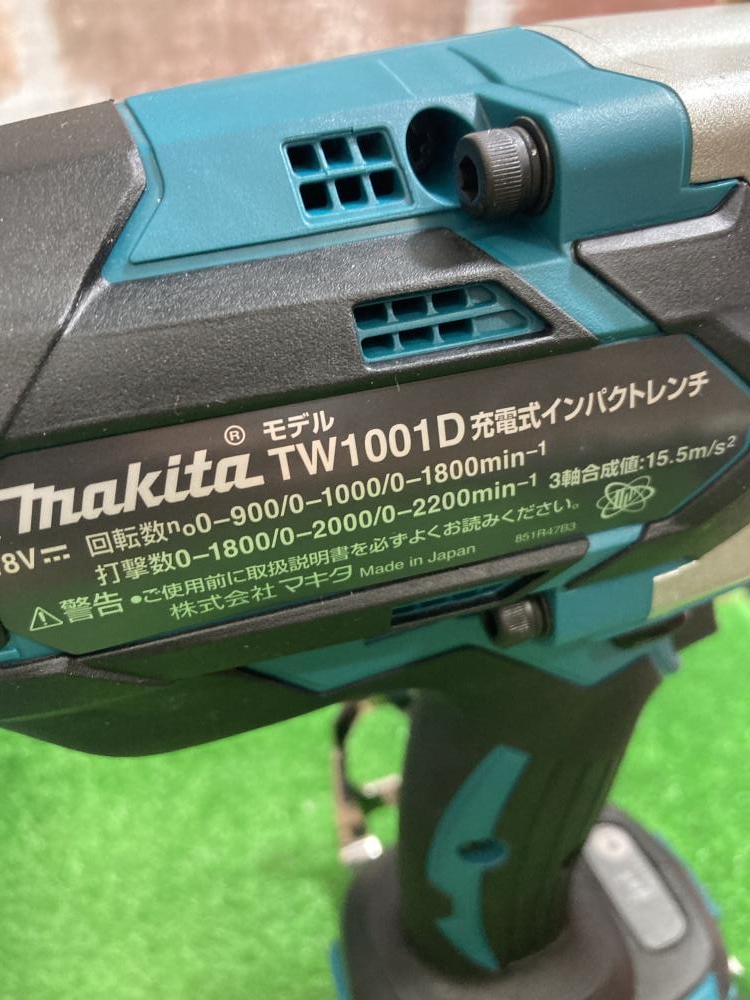 makita® モデル TW1001D 充電式インパクトレンチ
8V⎓ 回転数n₀0–900/0–1000/0–1800min⁻¹ 3軸合成値:15.5m/s²
打撃数0–1800/0–2000/0–2200min⁻¹
⚠警告 •ご使用前に取扱説明書を必ずよくお読みください。
851R47B3
株式会社 マキタ Made in Japan